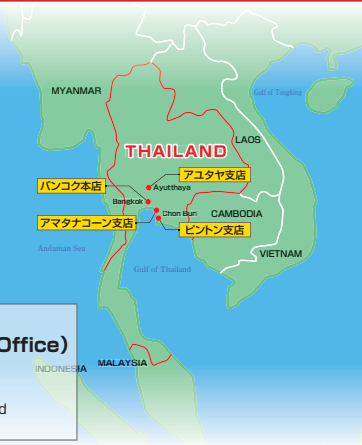 Gulf of Tongking
MYANMAR
LAOS
THAILAND
アユタヤ支店
バンコク本店
Ayutthaya
Bangkok
Chon Buri
CAMBODIA
アマタナコーン支店
ピントン支店
Andaman Sea
VIETNAM
Gulf of Thailand
Office)
MALAYSIA
INDONESIA
d